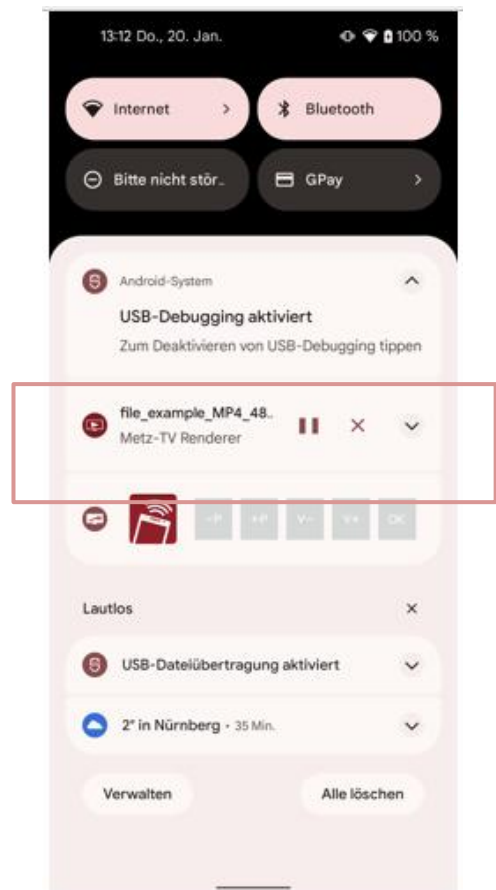 13:12 Do., 20. Jan. 100 %
Internet
Bluetooth
Bitte nicht stör..
GPay
Android-System
USB-Debugging aktiviert
Zum Deaktivieren von USB-Debugging tippen
file_example_MP4_48..
Metz-TV Renderer
-P +P V- V+ OK
Lautlos
USB-Dateiübertragung aktiviert
2° in Nürnberg • 35 Min.
Verwalten
Alle löschen